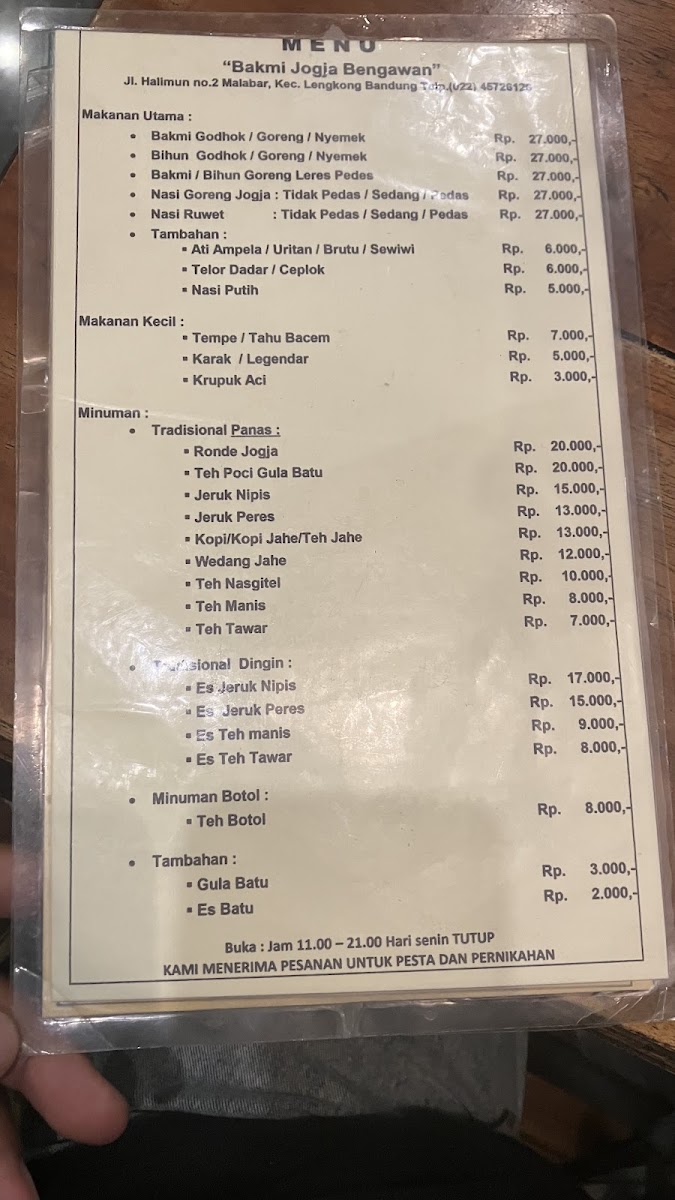 MENU
“Bakmi Jogja Bengawan”
Jl. Halimun no.2 Malabar, Kec. Lengkong Bandung Telp.(022) 45726126
Makanan Utama :
• Bakmi Godhok / Goreng / Nyemek Rp. 27.000,-
• Bihun Godhok / Goreng / Nyemek Rp. 27.000,-
• Bakmi / Bihun Goreng Leres Pedes Rp. 27.000,-
• Nasi Goreng Jogja : Tidak Pedas / Sedang / Pedas Rp. 27.000,-
• Nasi Ruwet : Tidak Pedas / Sedang / Pedas Rp. 27.000,-
• Tambahan :
▪ Ati Ampela / Uritan / Brutu / Sewiwi Rp. 6.000,-
▪ Telor Dadar / Ceplok Rp. 6.000,-
▪ Nasi Putih Rp. 5.000,-
Makanan Kecil :
▪ Tempe / Tahu Bacem Rp. 7.000,-
▪ Karak / Legendar Rp. 5.000,-
▪ Krupuk Aci Rp. 3.000,-
Minuman :
• Tradisional Panas :
▪ Ronde Jogja Rp. 20.000,-
▪ Teh Poci Gula Batu Rp. 20.000,-
▪ Jeruk Nipis Rp. 15.000,-
▪ Jeruk Peres Rp. 13.000,-
▪ Kopi/Kopi Jahe/Teh Jahe Rp. 13.000,-
▪ Wedang Jahe Rp. 12.000,-
▪ Teh Nasgitel Rp. 10.000,-
▪ Teh Manis Rp. 8.000,-
▪ Teh Tawar Rp. 7.000,-
• Tradisional Dingin :
▪ Es Jeruk Nipis Rp. 17.000,-
▪ Es Jeruk Peres Rp. 15.000,-
▪ Es Teh manis Rp. 9.000,-
▪ Es Teh Tawar Rp. 8.000,-
• Minuman Botol :
▪ Teh Botol Rp. 8.000,-
• Tambahan :
▪ Gula Batu Rp. 3.000,-
▪ Es Batu Rp. 2.000,-
Buka : Jam 11.00 – 21.00 Hari senin TUTUP
KAMI MENERIMA PESANAN UNTUK PESTA DAN PERNIKAHAN